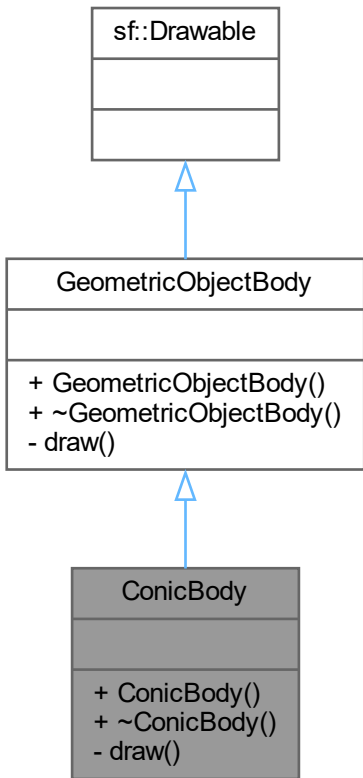 sf::Drawable
GeometricObjectBody
+ GeometricObjectBody()
+ ~GeometricObjectBody()
- draw()
ConicBody
+ ConicBody()
+ ~ConicBody()
- draw()